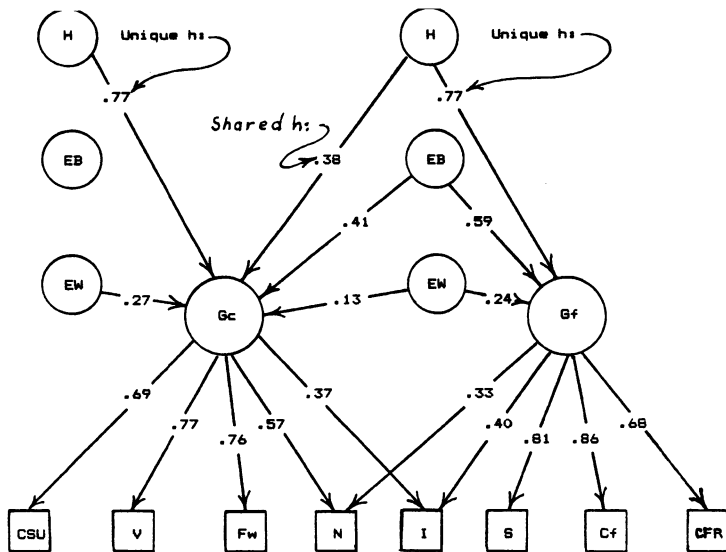 H Unique h: H Unique h:
.77 .77
Shared h:
EB .38 EB
.41 .59
EW .27 Gc .13 EW .24 Gf
.69 .77 .76 .57 .37 .33 .40 .81 .86 .68
CSU V Fw N I S Cf CFR